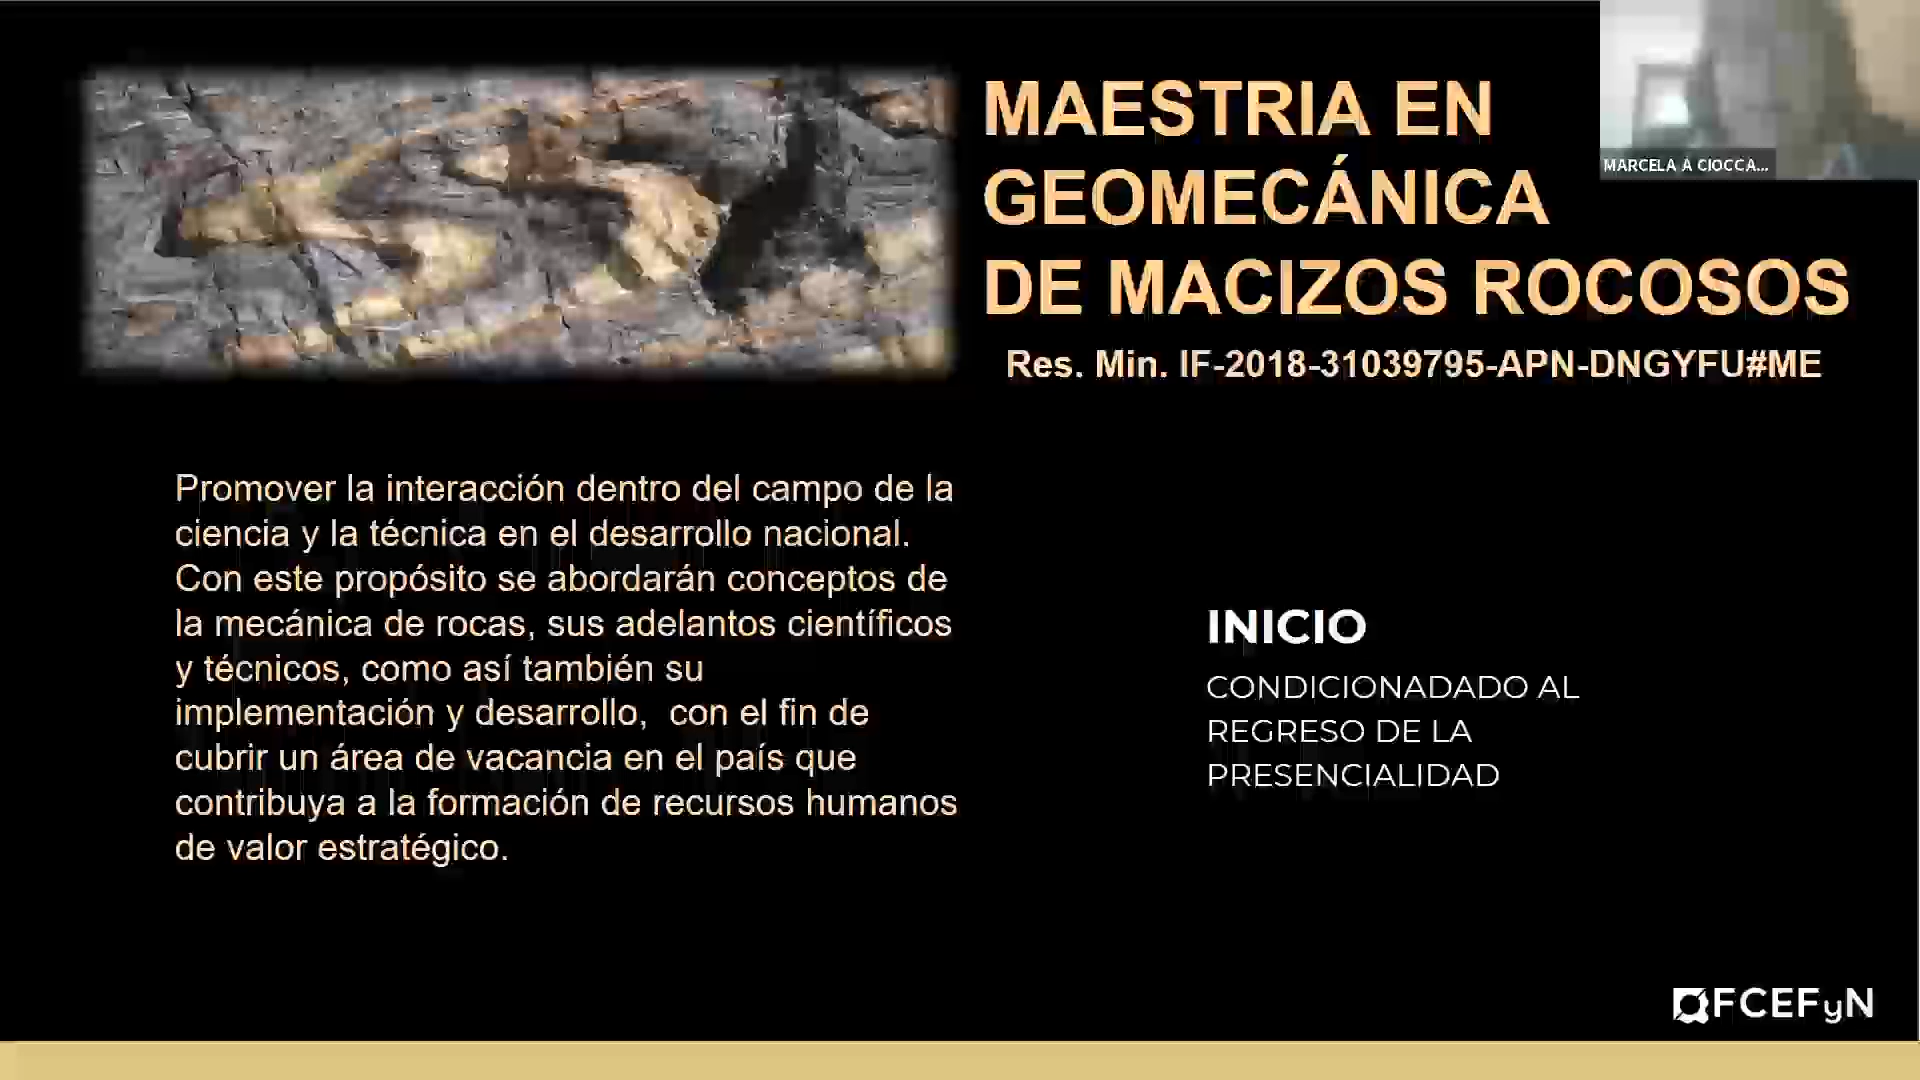 MAESTRIA EN
GEOMECÁNICA
DE MACIZOS ROCOSOS
Res. Min. IF-2018-31039795-APN-DNGYFU#ME
MARCELA A CIOCCA...
Promover la interacción dentro del campo de la
ciencia y la técnica en el desarrollo nacional.
Con este propósito se abordarán conceptos de
la mecánica de rocas, sus adelantos científicos
y técnicos, como así también su
implementación y desarrollo,  con el fin de
cubrir un área de vacancia en el país que
contribuya a la formación de recursos humanos
de valor estratégico.
INICIO
CONDICIONADADO AL
REGRESO DE LA
PRESENCIALIDAD
FCEFyN